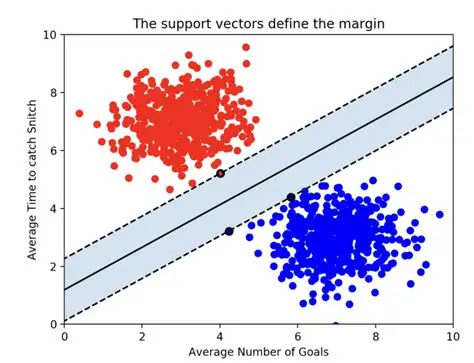 The support vectors define the margin
10
8
6
4
2
0
Average Time to catch Snitch
0 2 4 6 8 10
Average Number of Goals